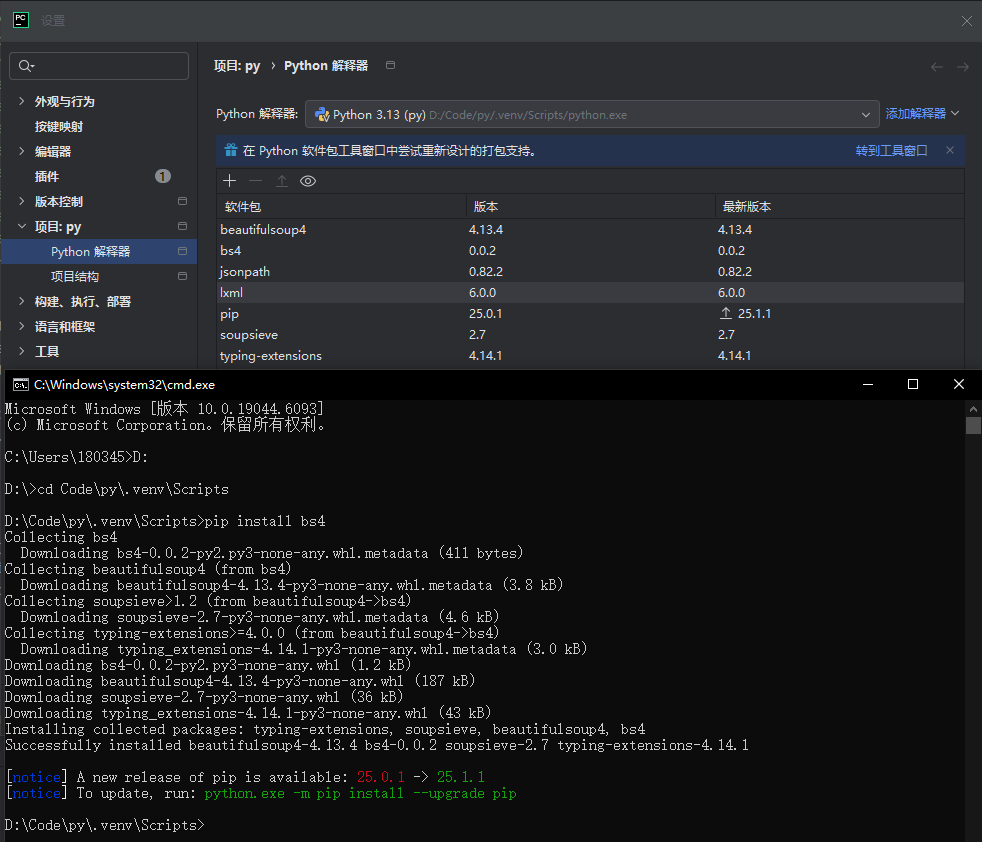 PC
设置
项目: py › Python 解释器
外观与行为
按键映射
编辑器
插件 1
版本控制
项目: py
Python 解释器
项目结构
构建、执行、部署
语言和框架
工具
Python 解释器: Python 3.13 (py) D:/Code/py/.venv/Scripts/python.exe 添加解释器
在 Python 软件包工具窗口中尝试重新设计的打包支持。 转到工具窗口
软件包 版本 最新版本
beautifulsoup4 4.13.4 4.13.4
bs4 0.0.2 0.0.2
jsonpath 0.82.2 0.82.2
lxml 6.0.0 6.0.0
pip 25.0.1 25.1.1
soupsieve 2.7 2.7
typing-extensions 4.14.1 4.14.1
C:\Windows\system32\cmd.exe
Microsoft Windows [版本 10.0.19044.6093]
(c) Microsoft Corporation。保留所有权利。
C:\Users\180345>D:
D:\>cd Code\py\.venv\Scripts
D:\Code\py\.venv\Scripts>pip install bs4
Collecting bs4
Downloading bs4-0.0.2-py2.py3-none-any.whl.metadata (411 bytes)
Collecting beautifulsoup4 (from bs4)
Downloading beautifulsoup4-4.13.4-py3-none-any.whl.metadata (3.8 kB)
Collecting soupsieve>1.2 (from beautifulsoup4->bs4)
Downloading soupsieve-2.7-py3-none-any.whl.metadata (4.6 kB)
Collecting typing-extensions>=4.0.0 (from beautifulsoup4->bs4)
Downloading typing_extensions-4.14.1-py3-none-any.whl.metadata (3.0 kB)
Downloading bs4-0.0.2-py2.py3-none-any.whl (1.2 kB)
Downloading beautifulsoup4-4.13.4-py3-none-any.whl (187 kB)
Downloading soupsieve-2.7-py3-none-any.whl (36 kB)
Downloading typing_extensions-4.14.1-py3-none-any.whl (43 kB)
Installing collected packages: typing-extensions, soupsieve, beautifulsoup4, bs4
Successfully installed beautifulsoup4-4.13.4 bs4-0.0.2 soupsieve-2.7 typing-extensions-4.14.1
[notice] A new release of pip is available: 25.0.1 -> 25.1.1
[notice] To update, run: python.exe -m pip install --upgrade pip
D:\Code\py\.venv\Scripts>